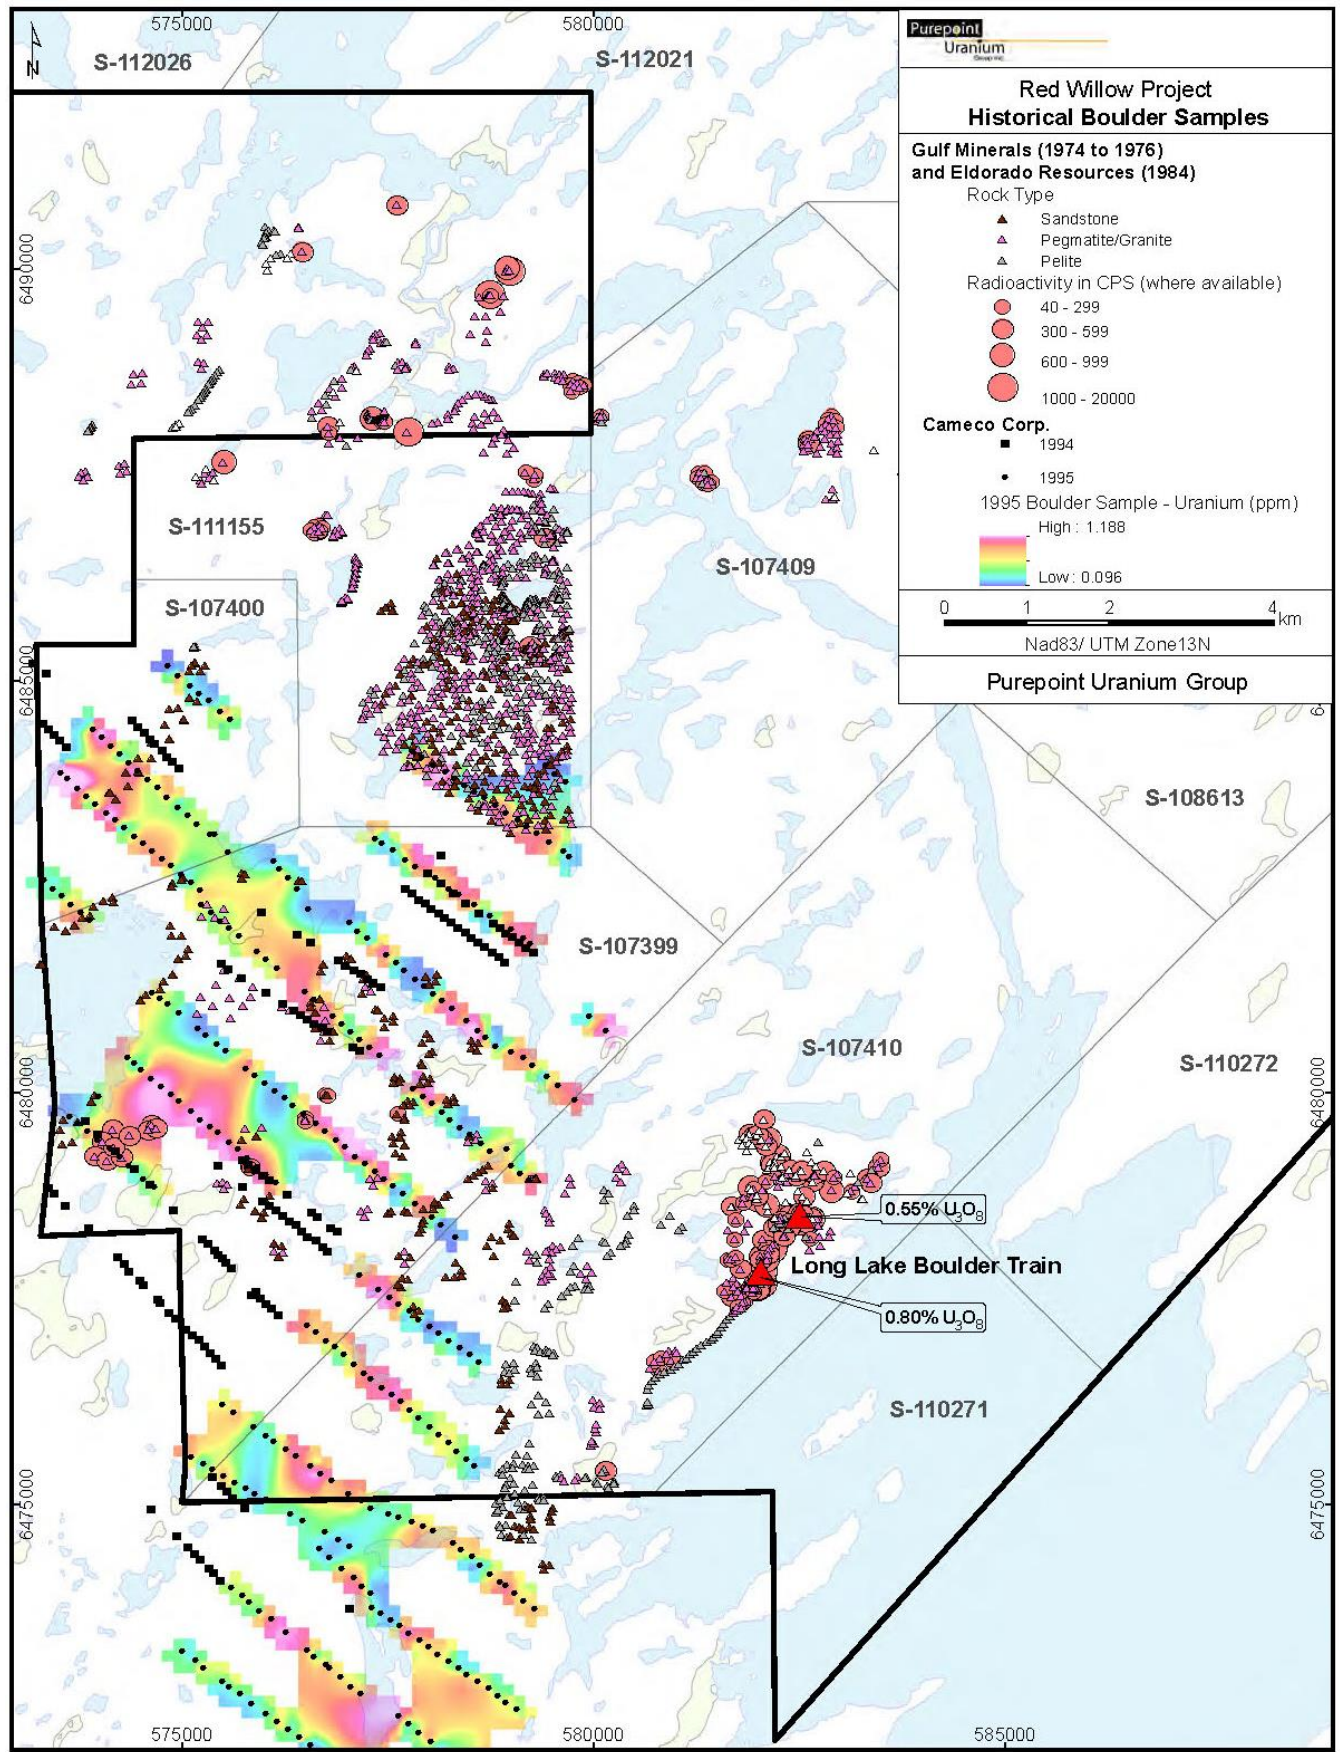 575000
580000
N
S-112026
S-112021
Purepoint
Uranium
Group Inc.
Red Willow Project
Historical Boulder Samples
Gulf Minerals (1974 to 1976)
and Eldorado Resources (1984)
Rock Type
Sandstone
Pegmatite/Granite
Pelite
Radioactivity in CPS (where available)
40 - 299
300 - 599
600 - 999
1000 - 20000
Cameco Corp.
1994
1995
1995 Boulder Sample - Uranium (ppm)
High : 1.188
Low : 0.096
0 1 2 4 km
Nad83/ UTM Zone13N
Purepoint Uranium Group
6490000
S-111155
S-107409
S-107400
6485000
S-108613
S-107399
S-107410
S-110272
6480000
6480000
0.55% U3O8
Long Lake Boulder Train
0.80% U3O8
S-110271
6475000
6475000
575000
580000
585000